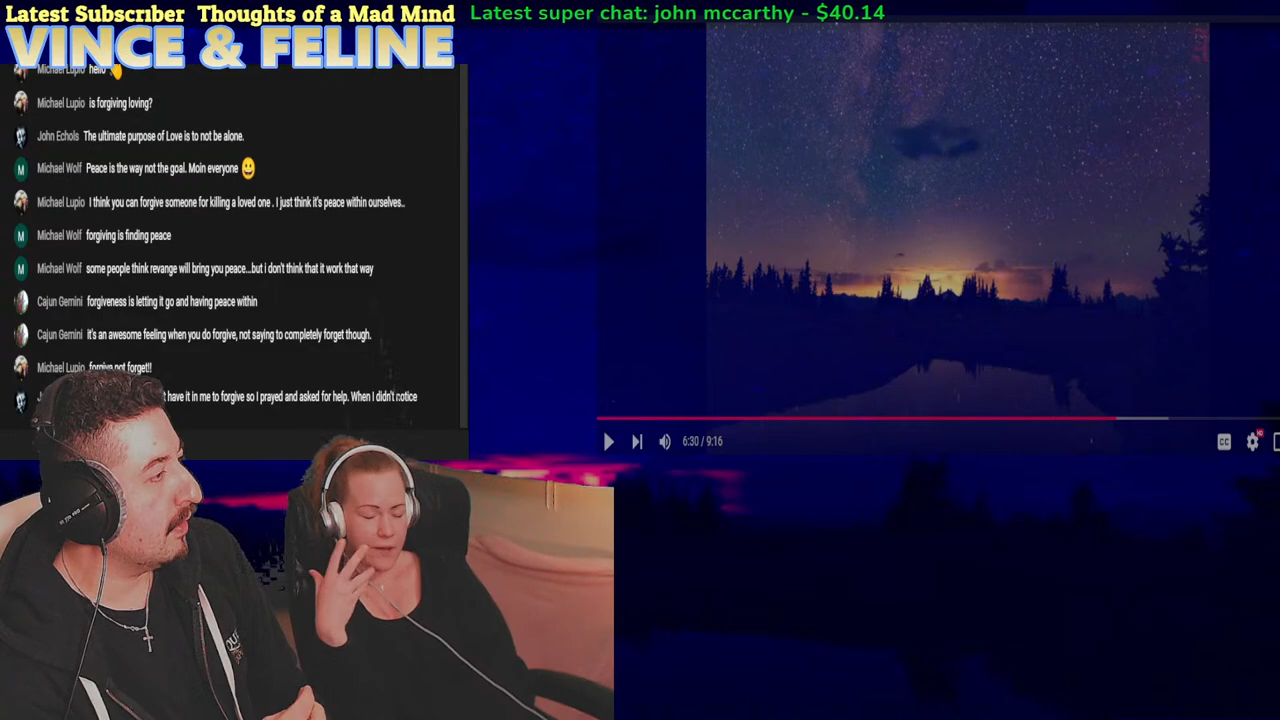 Latest Subscriber Thoughts of a Mad Mind
Latest super chat: john mccarthy - $40.14
VINCE & FELINE
Michael Lupio hello
Michael Lupio is forgiving loving?
John Echols The ultimate purpose of Love is to not be alone.
Michael Wolf Peace is the way not the goal. Moin everyone 😀
Michael Lupio I think you can forgive someone for killing a loved one . I just think it's peace within ourselves..
Michael Wolf forgiving is finding peace
Michael Wolf some people think revange will bring you peace...but i don't think that it work that way
Cajun Gemini forgiveness is letting it go and having peace within
Cajun Gemini it's an awesome feeling when you do forgive, not saying to completely forget though.
Michael Lupio forgive not forget!!
have it in me to forgive so I prayed and asked for help. When I didn't notice
6:30 / 9:16
CC
HD